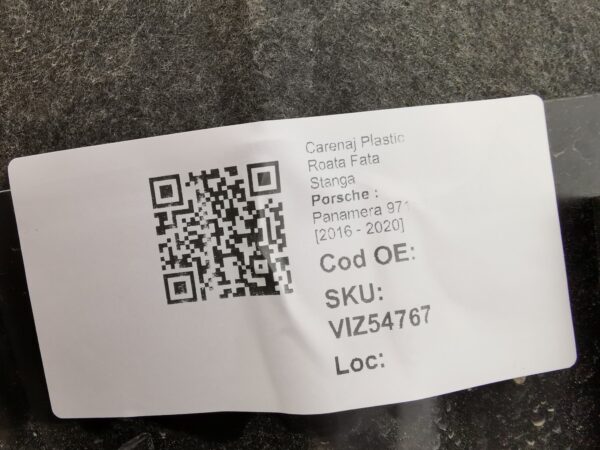 Carenaj Plastic
Roata Fata
Stanga
Porsche :
Panamera 971
[2016 - 2020]
Cod OE:
SKU:
VIZ54767
Loc: